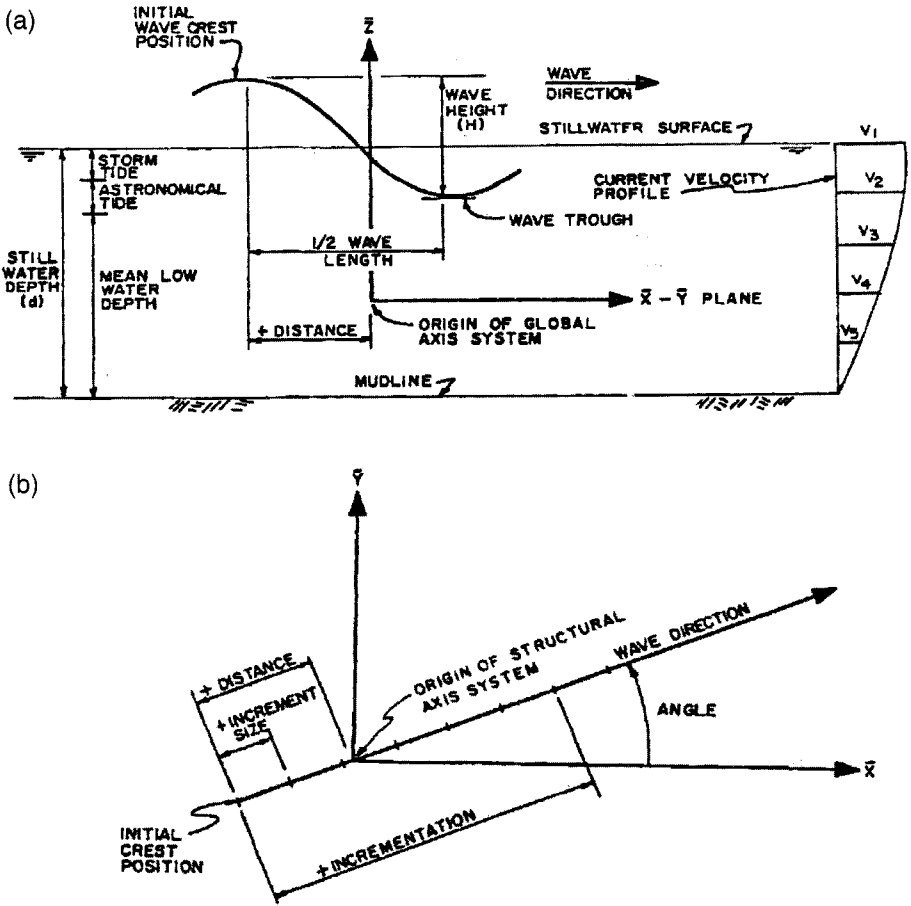 (a)
INITIAL
WAVE CREST
POSITION
Z̄
WAVE
HEIGHT
(H)
WAVE
DIRECTION
STILLWATER SURFACE
V1
STORM
TIDE
ASTRONOMICAL
TIDE
CURRENT VELOCITY
PROFILE
V2
WAVE TROUGH
V3
1/2 WAVE
LENGTH
STILL
WATER
DEPTH
(d)
MEAN LOW
WATER
DEPTH
V4
X̄ - Ȳ PLANE
+ DISTANCE
ORIGIN OF GLOBAL
AXIS SYSTEM
V5
MUDLINE
(b)
Ȳ
+ DISTANCE
+ INCREMENT
SIZE
ORIGIN OF STRUCTURAL
AXIS SYSTEM
WAVE DIRECTION
ANGLE
X̄
INITIAL
CREST
POSITION
+ INCREMENTATION